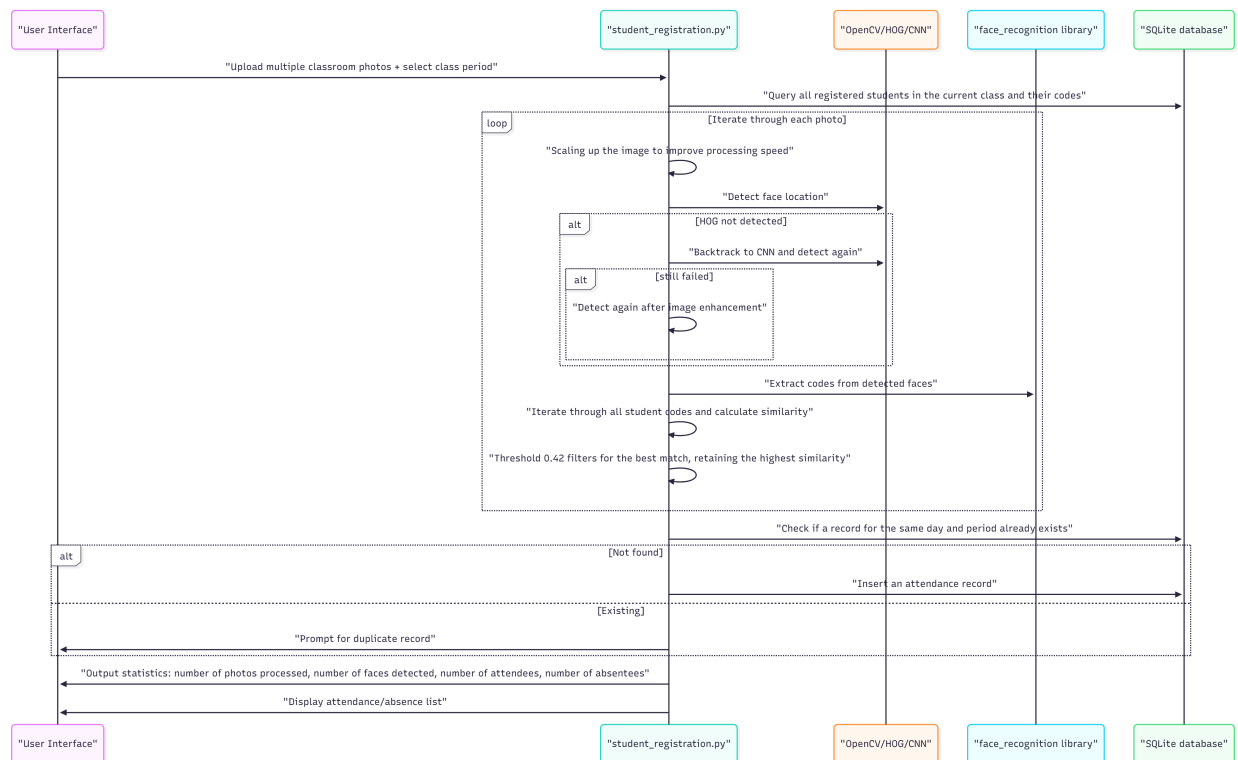 "User Interface"
"student_registration.py"
"OpenCV/HOG/CNN"
"face_recognition library"
"SQLite database"
"Upload multiple classroom photos + select class period"
"Query all registered students in the current class and their codes"
loop
[Iterate through each photo]
"Scaling up the image to improve processing speed"
"Detect face location"
alt
[HOG not detected]
"Backtrack to CNN and detect again"
alt
[still failed]
"Detect again after image enhancement"
"Extract codes from detected faces"
"Iterate through all student codes and calculate similarity"
"Threshold 0.42 filters for the best match, retaining the highest similarity"
"Check if a record for the same day and period already exists"
alt
[Not found]
"Insert an attendance record"
[Existing]
"Prompt for duplicate record"
"Output statistics: number of photos processed, number of faces detected, number of attendees, number of absentees"
"Display attendance/absence list"
"User Interface"
"student_registration.py"
"OpenCV/HOG/CNN"
"face_recognition library"
"SQLite database"